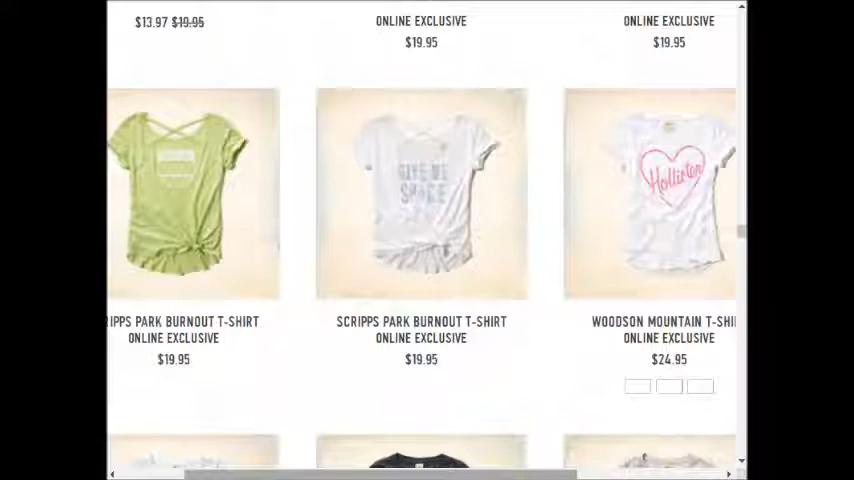 $13.97 $19.95
ONLINE EXCLUSIVE
$19.95
ONLINE EXCLUSIVE
$19.95
GIVE ME
SPACE
Hollister
RIPPS PARK BURNOUT T-SHIRT
ONLINE EXCLUSIVE
$19.95
SCRIPPS PARK BURNOUT T-SHIRT
ONLINE EXCLUSIVE
$19.95
WOODSON MOUNTAIN T-SHI
ONLINE EXCLUSIVE
$24.95